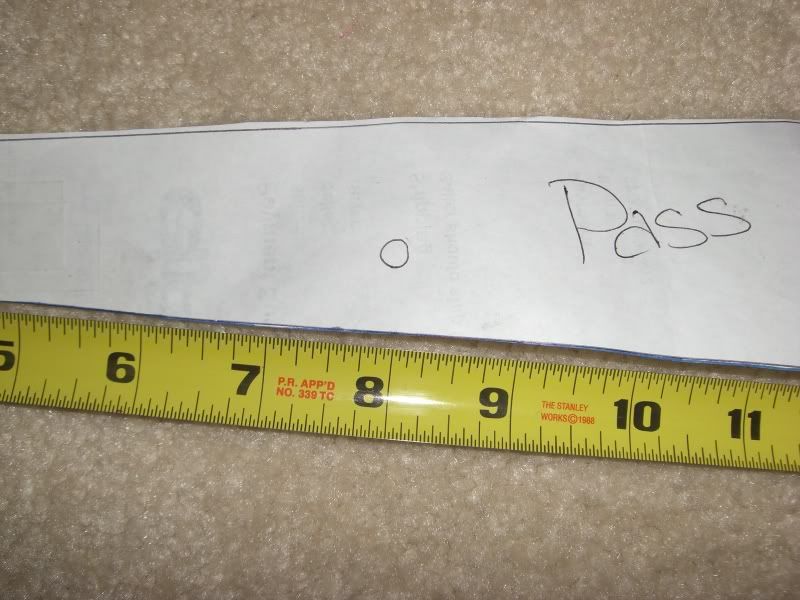 Pass
5 6 7 8 9 10 11
P.R. APP'D
NO. 339 TC
THE STANLEY
WORKS © 1988